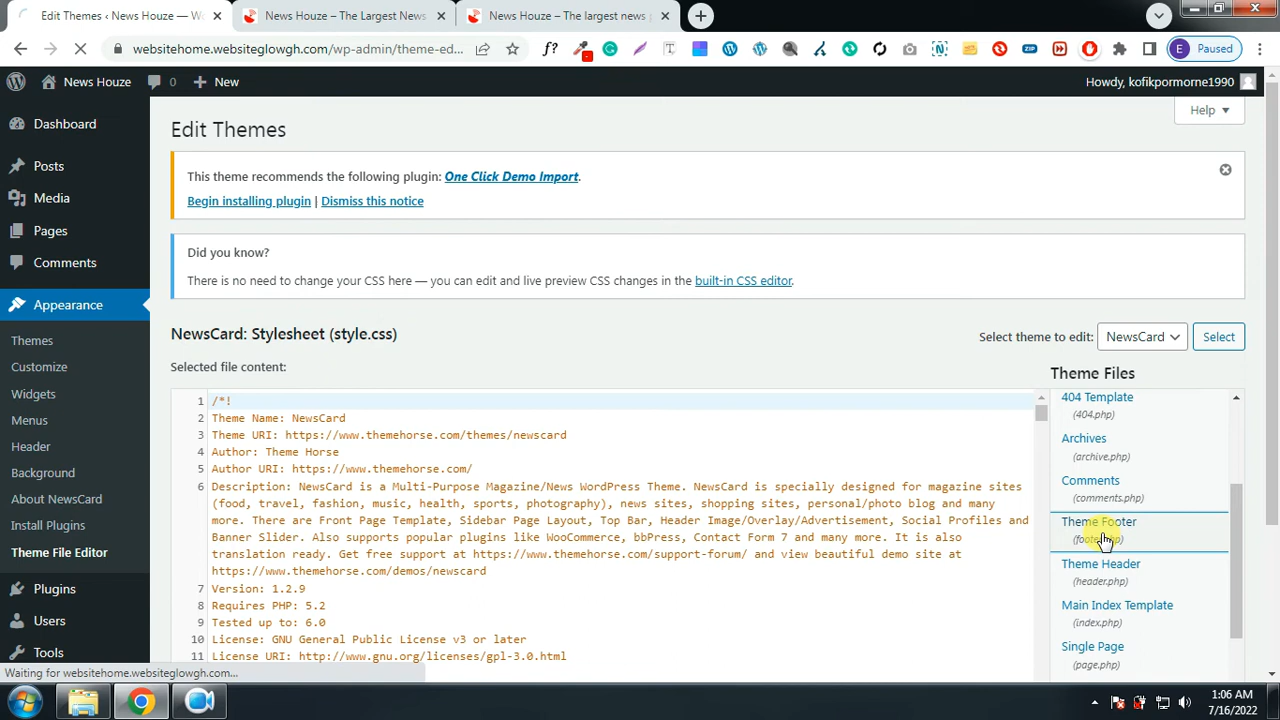 Edit Themes ‹ News Houze — W
News Houze – The Largest News
News Houze – The largest news
websitehome.websiteglowgh.com/wp-admin/theme-ed...
f?
T
N
ZIP
E
Paused
News Houze
0
New
Howdy, kofikpormorne1990
Help
Dashboard
Posts
Media
Pages
Comments
Appearance
Themes
Customize
Widgets
Menus
Header
Background
About NewsCard
Install Plugins
Theme File Editor
Plugins
Users
Tools
Edit Themes
This theme recommends the following plugin: One Click Demo Import.
Begin installing plugin | Dismiss this notice
Did you know?
There is no need to change your CSS here — you can edit and live preview CSS changes in the built-in CSS editor.
NewsCard: Stylesheet (style.css)
Select theme to edit:
NewsCard
Select
Selected file content:
1 /*!
2 Theme Name: NewsCard
3 Theme URI: https://www.themehorse.com/themes/newscard
4 Author: Theme Horse
5 Author URI: https://www.themehorse.com/
6 Description: NewsCard is a Multi-Purpose Magazine/News WordPress Theme. NewsCard is specially designed for magazine sites
(food, travel, fashion, music, health, sports, photography), news sites, shopping sites, personal/photo blog and many
more. There are Front Page Template, Sidebar Page Layout, Top Bar, Header Image/Overlay/Advertisement, Social Profiles and
Banner Slider. Also supports popular plugins like WooCommerce, bbPress, Contact Form 7 and many more. It is also
translation ready. Get free support at https://www.themehorse.com/support-forum/ and view beautiful demo site at
https://www.themehorse.com/demos/newscard
7 Version: 1.2.9
8 Requires PHP: 5.2
9 Tested up to: 6.0
10 License: GNU General Public License v3 or later
11 License URI: http://www.gnu.org/licenses/gpl-3.0.html
Theme Files
404 Template
(404.php)
Archives
(archive.php)
Comments
(comments.php)
Theme Footer
(footer.php)
Theme Header
(header.php)
Main Index Template
(index.php)
Single Page
(page.php)
Waiting for websitehome.websiteglowgh.com...
1:06 AM
7/16/2022